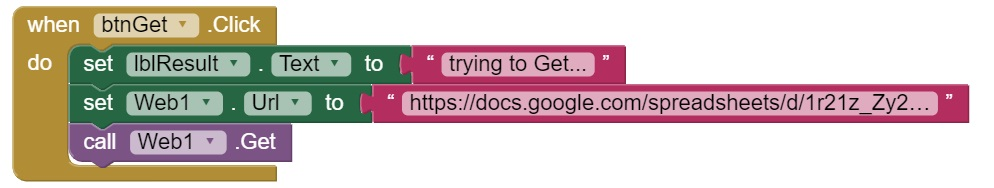 when btnGet .Click
do set lblResult . Text to “ trying to Get... ”
set Web1 . Url to “ https://docs.google.com/spreadsheets/d/1r21z_Zy2... ”
call Web1 .Get